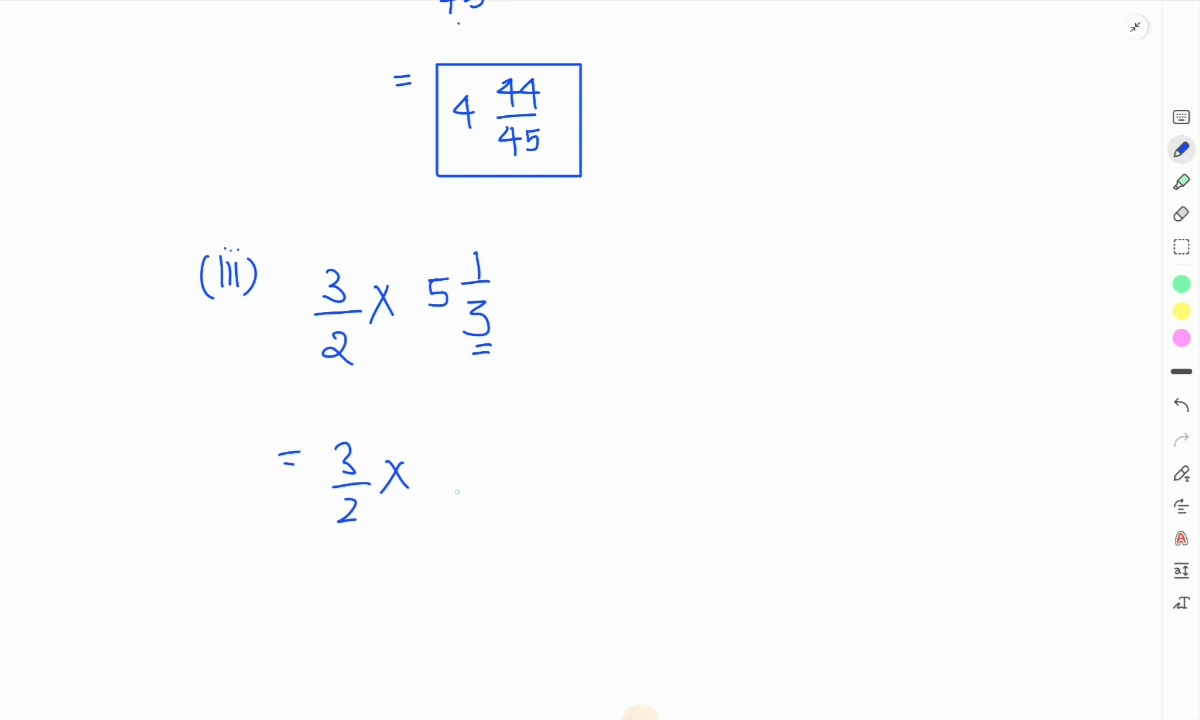 = 4 44/45
(iii) 3/2 x 5 1/3
= 3/2 x